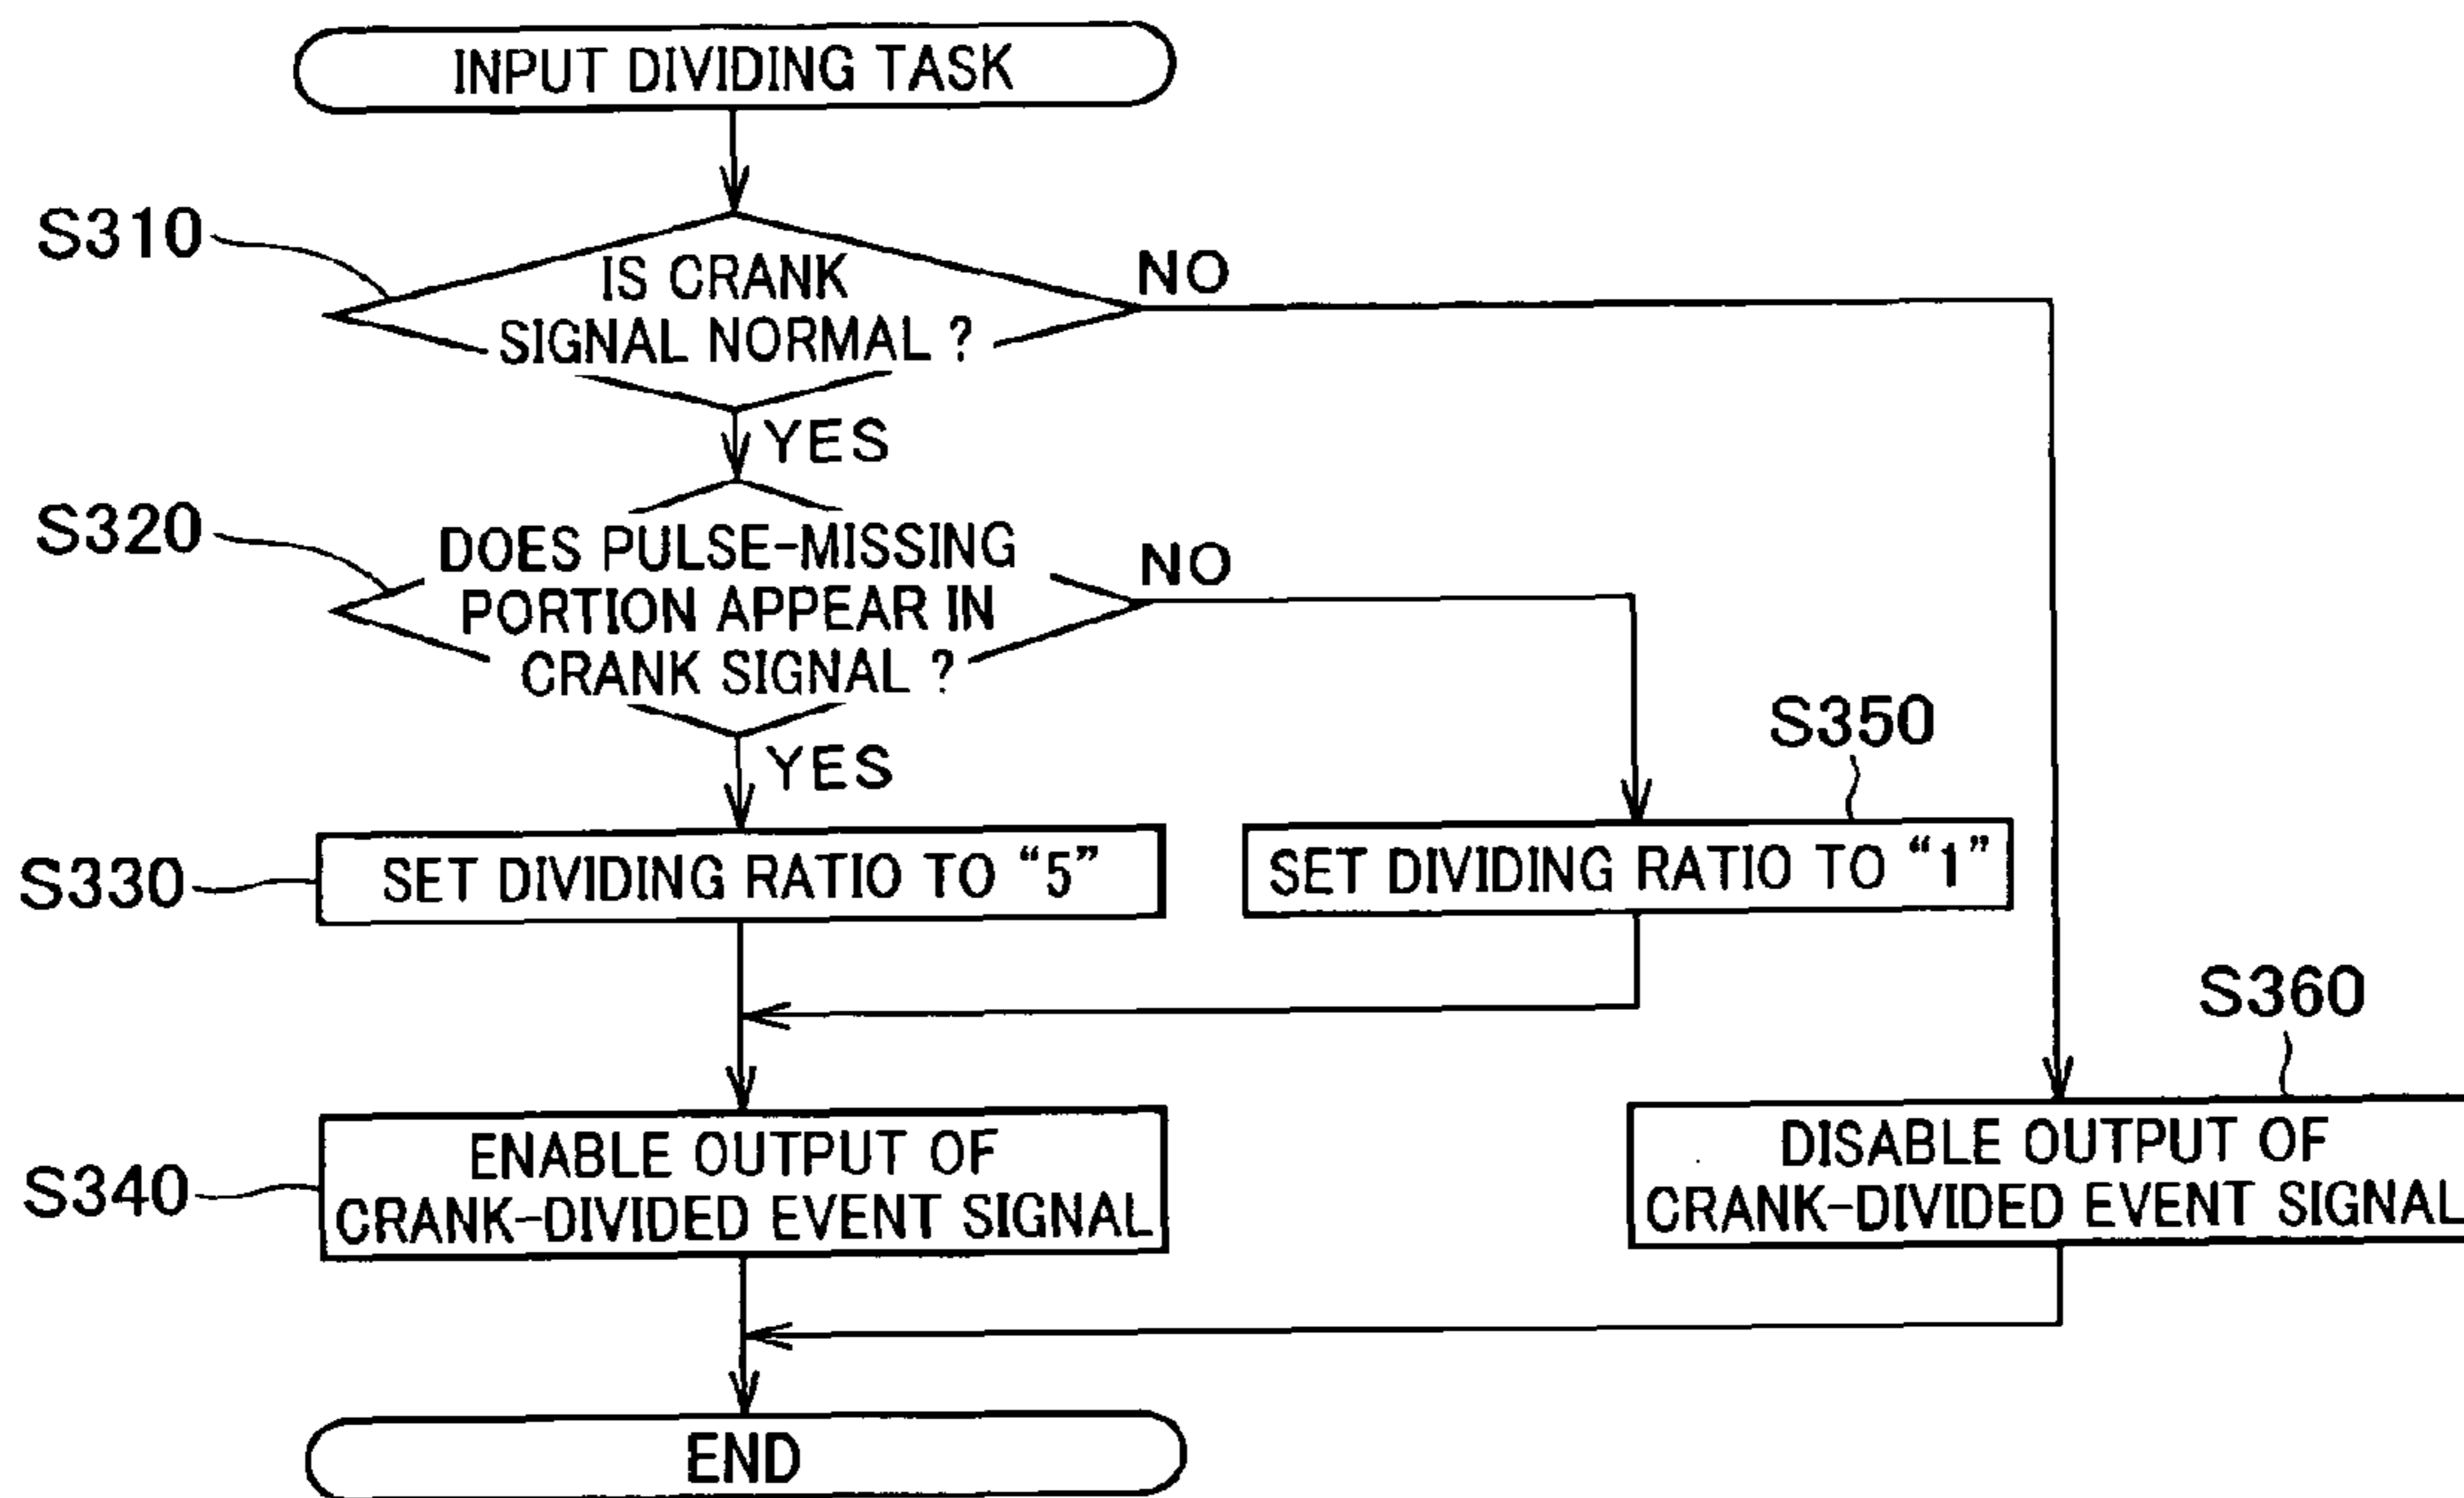 INPUT DIVIDING TASK
S310
IS CRANK
SIGNAL NORMAL ?
NO
YES
S320
DOES PULSE-MISSING
PORTION APPEAR IN
CRANK SIGNAL ?
NO
YES
S330
SET DIVIDING RATIO TO “5”
S350
SET DIVIDING RATIO TO “1”
S340
ENABLE OUTPUT OF
CRANK-DIVIDED EVENT SIGNAL
S360
DISABLE OUTPUT OF
CRANK-DIVIDED EVENT SIGNAL
END